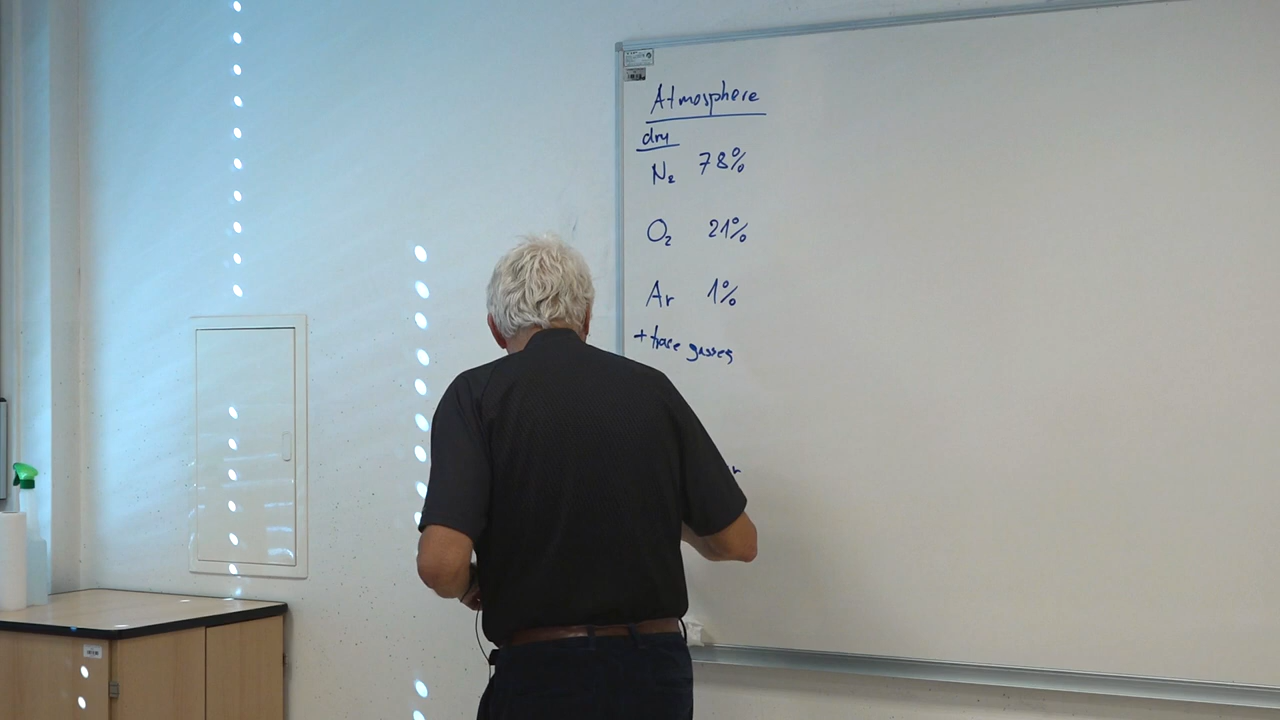 Atmosphere
dry
N₂ 78%
O₂ 21%
Ar 1%
+ trace gasses